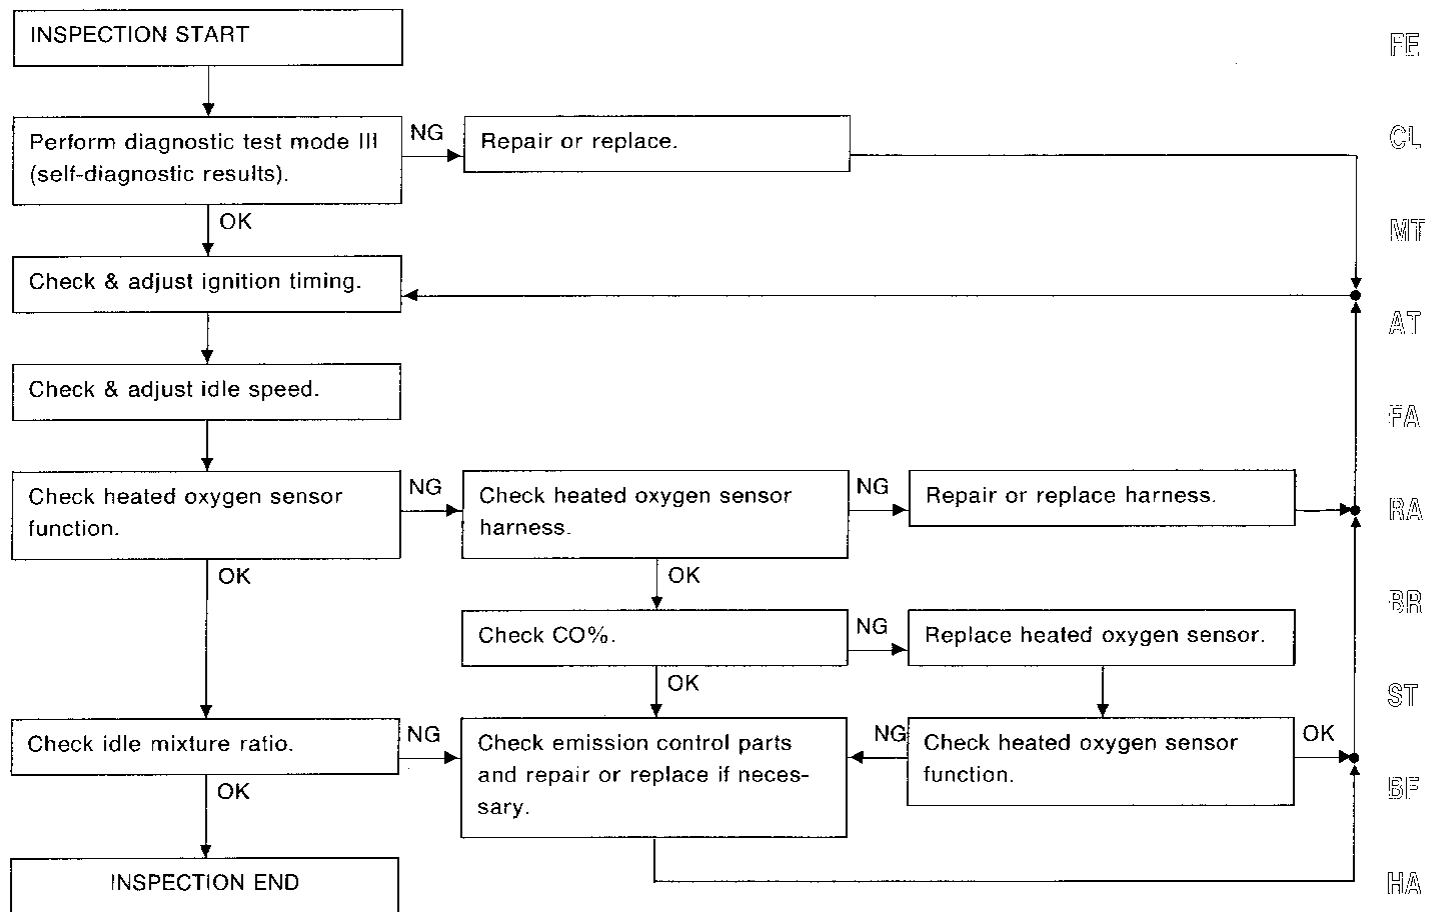 INSPECTION START
FE
Perform diagnostic test mode III
(self-diagnostic results).
NG
Repair or replace.
CL
OK
MT
Check & adjust ignition timing.
AT
Check & adjust idle speed.
FA
Check heated oxygen sensor
function.
NG
Check heated oxygen sensor
harness.
NG
Repair or replace harness.
RA
OK
OK
BR
Check CO%.
NG
Replace heated oxygen sensor.
OK
ST
Check idle mixture ratio.
NG
Check emission control parts
and repair or replace if neces-
sary.
NG
Check heated oxygen sensor
function.
OK
OK
BF
INSPECTION END
HA